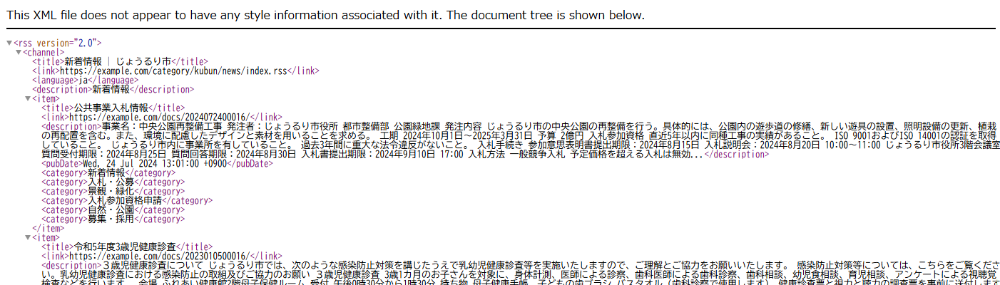 This XML file does not appear to have any style information associated with it. The document tree is shown below.
▼<rss version="2.0">
▼<channel>
<title>新着情報 | じょうるり市</title>
<link>https://example.com/category/kubun/news/index.rss</link>
<language>ja</language>
<description>新着情報</description>
▼<item>
<title>公共事業入札情報</title>
<link>https://example.com/docs/2024072400016/</link>
<description>事業名：中央公園再整備工事 発注者：じょうるり市役所 都市整備部 公園緑地課 発注内容 じょうるり市の中央公園の再整備を行う。具体的には、公園内の遊歩道の修繕、新しい遊具の設置、照明設備の更新、植栽
の再配置を含む。また、環境に配慮したデザインと素材を用いることを求める。 工期 2024年10月1日～2025年3月31日 予算 2億円 入札参加資格 直近5年以内に同種工事の実績があること。 ISO 9001およびISO 14001の認証を取得
していること。 じょうるり市内に事業所を有していること。 過去3年間に重大な法令違反がないこと。 入札手続き 参加意思表明書提出期限：2024年8月15日 入札説明会：2024年8月20日 10:00～11:00 じょうるり市役所3階会議室
質問受付期限：2024年8月25日 質問回答期限：2024年8月30日 入札書提出期限：2024年9月10日 17:00 入札方法 一般競争入札 予定価格を超える入札は無効...</description>
<pubDate>Wed, 24 Jul 2024 13:01:00 +0900</pubDate>
<category>新着情報</category>
<category>入札・公募</category>
<category>景観・緑化</category>
<category>入札参加資格申請</category>
<category>自然・公園</category>
<category>募集・採用</category>
</item>
▼<item>
<title>令和5年度3歳児健康診査</title>
<link>https://example.com/docs/2023010500016/</link>
<description>３歳児健康診査について じょうるり市では、次のような感染防止対策を講じたうえで乳幼児健康診査等を実施いたしますので、ご理解とご協力をお願いいたします。 感染防止対策等については、こちらをご覧くださ
い。乳幼児健康診査における感染防止の取組及びご協力のお願い ３歳児健康診査 3歳1カ月のお子さんを対象に、身体計測、医師による診察、歯科医師による歯科診察、歯科相談、幼児食相談、育児相談、アンケートによる視聴覚
検査などを行います。 会場 ふれあい健康館2階母子保健ルーム 受付 午後0時30分から1時30分 持ち物 母子健康手帳、子どもの歯ブラシ、バスタオル（歯科診察で使用します）、健康診査票と視力と聴力の調査票を事前に送付します